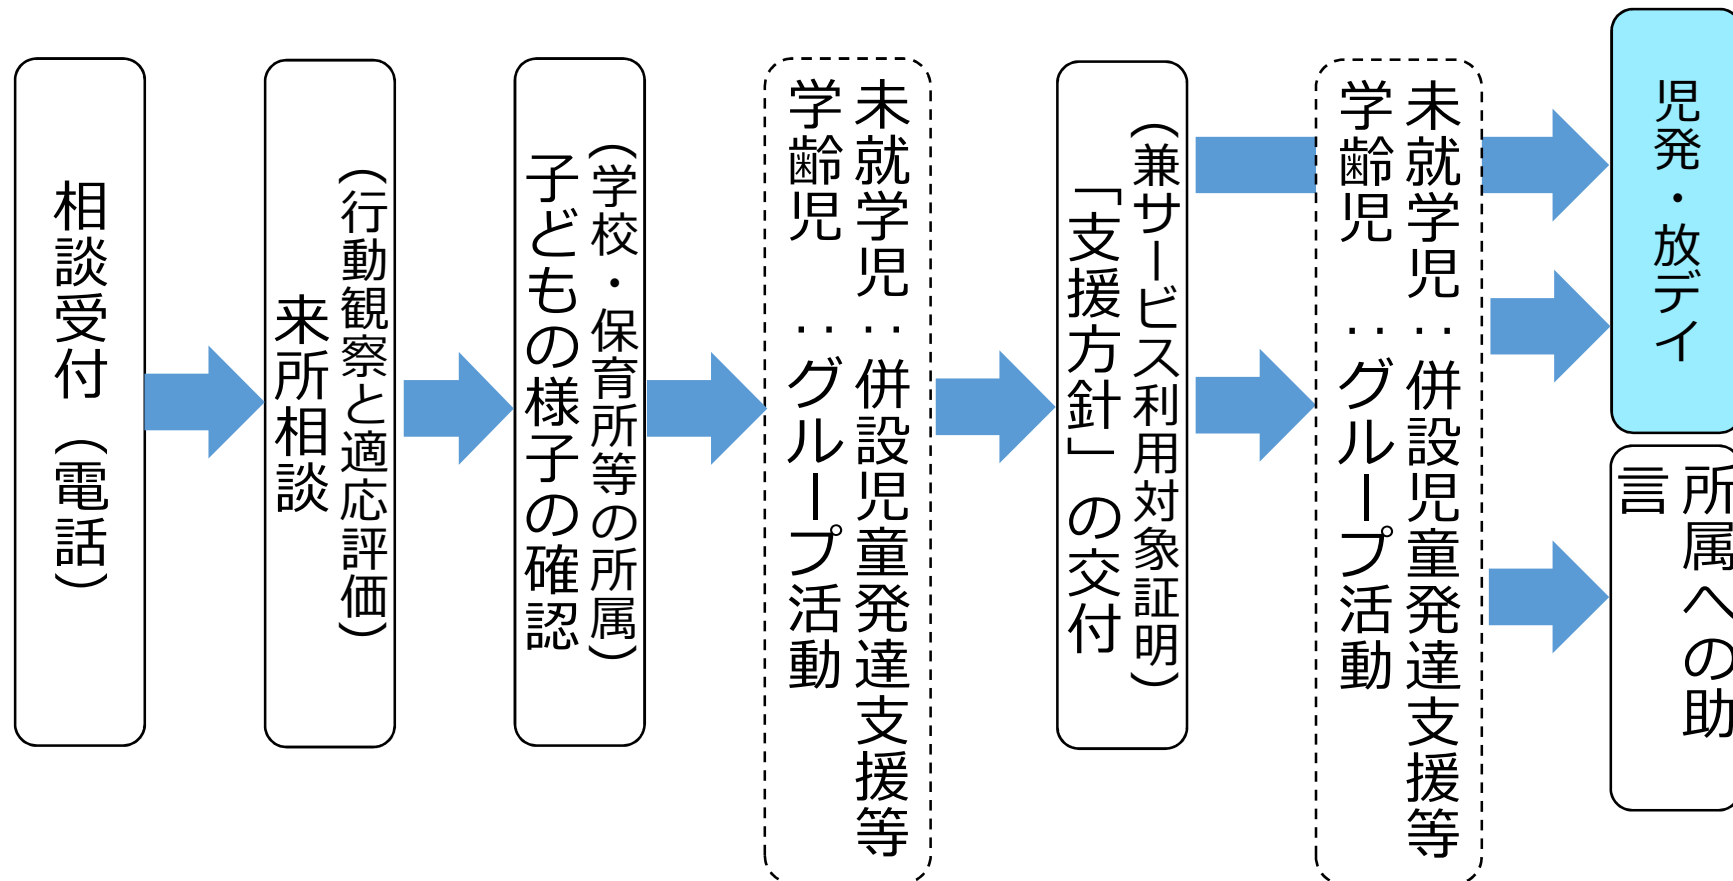 相談受付（電話）
（行動観察と適応評価）
来所相談
（学校・保育所等の所属）
子どもの様子の確認
未就学児：併設児童発達支援等
学齢児　：グループ活動
（兼サービス利用対象証明）
「支援方針」の交付
未就学児：併設児童発達支援等
学齢児　：グループ活動
児発・放デイ
所属への助
言